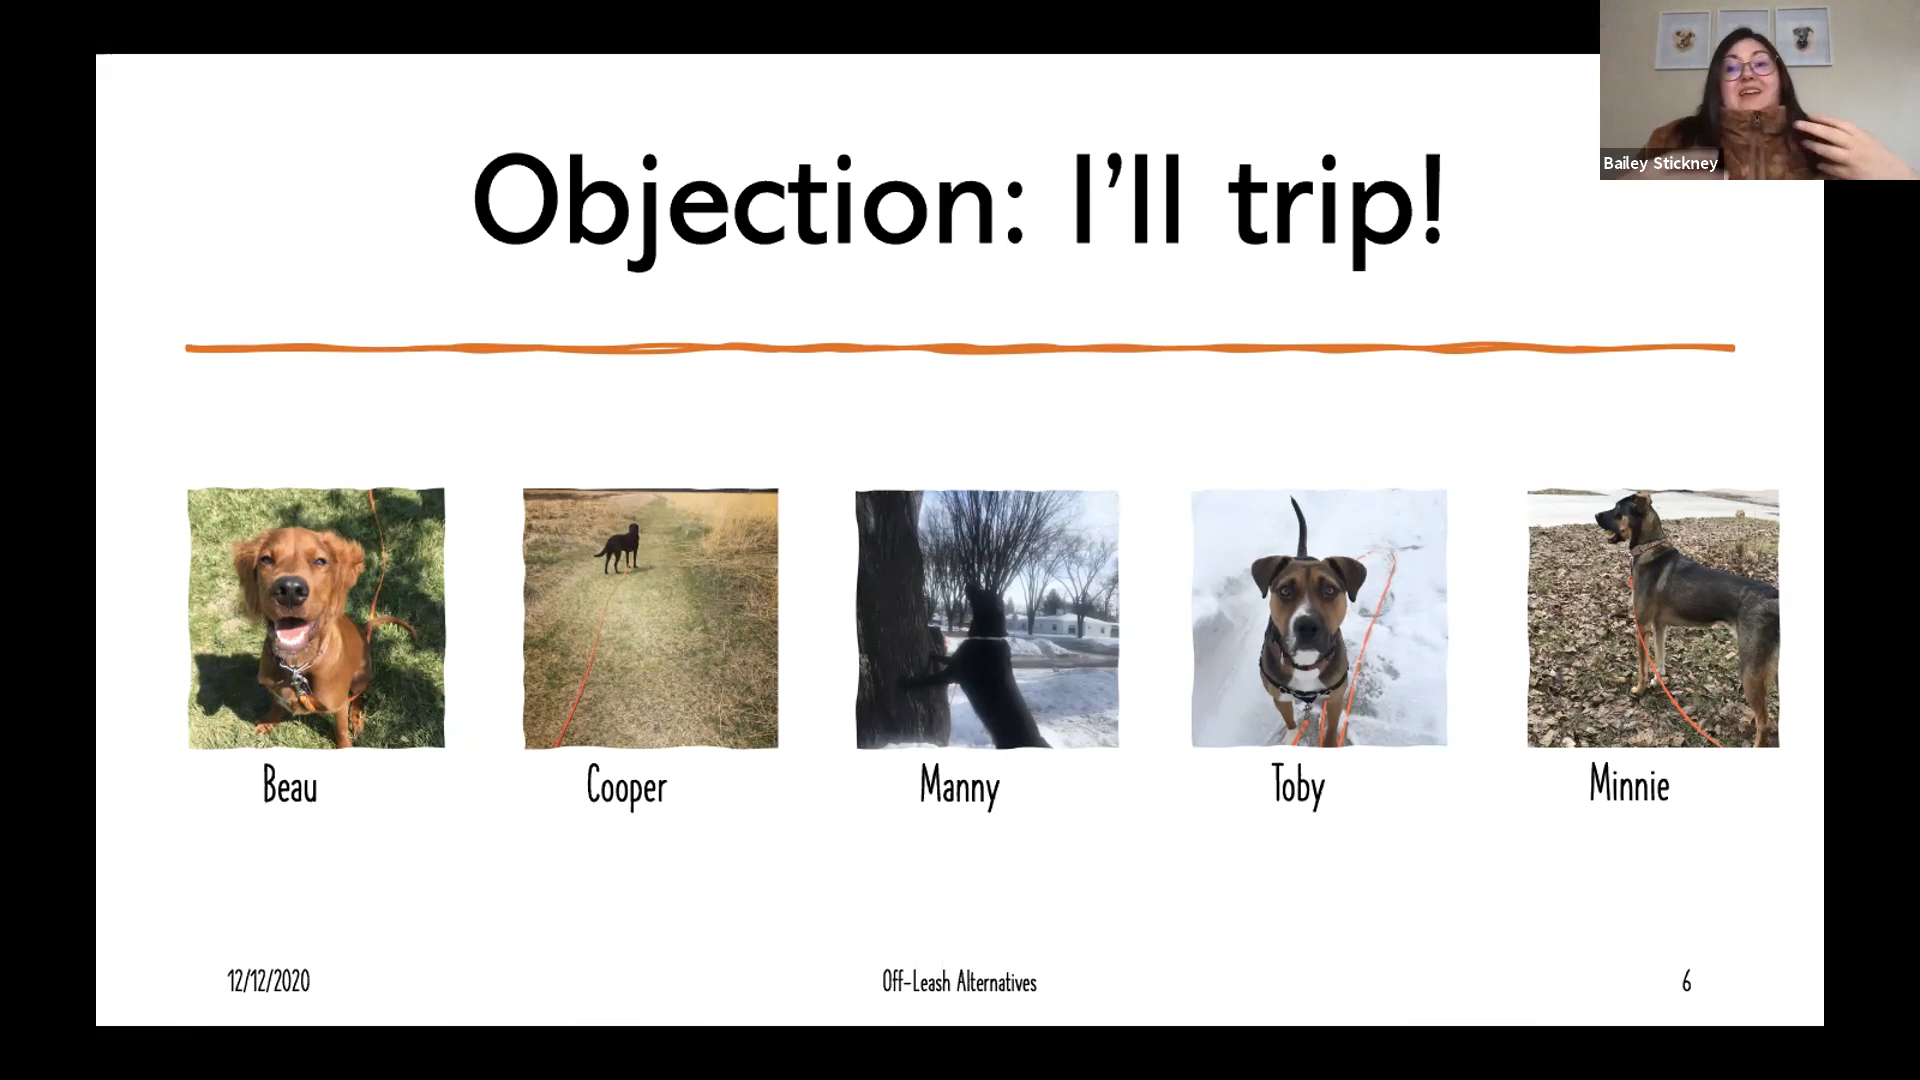 Objection: I’ll trip!
Bailey Stickney
Beau
Cooper
Manny
Toby
Minnie
12/12/2020
Off-Leash Alternatives
6